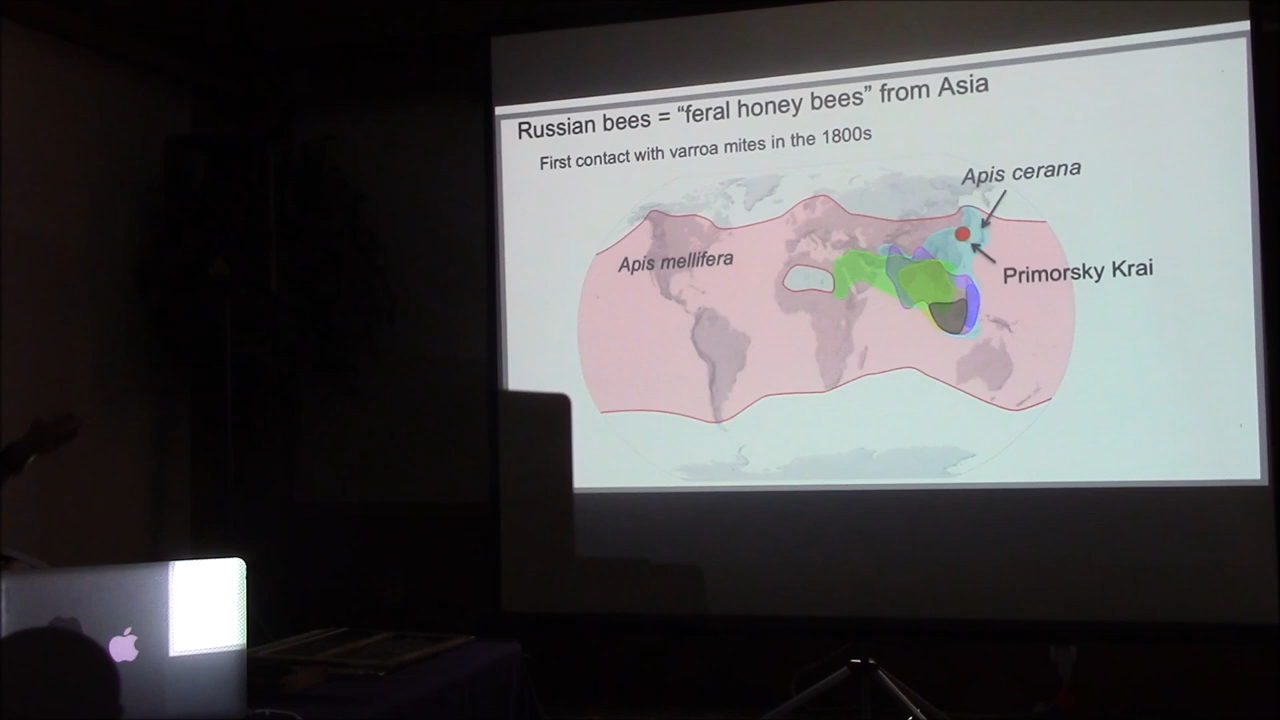 Russian bees = “feral honey bees” from Asia
First contact with varroa mites in the 1800s
Apis cerana
Apis mellifera
Primorsky Krai